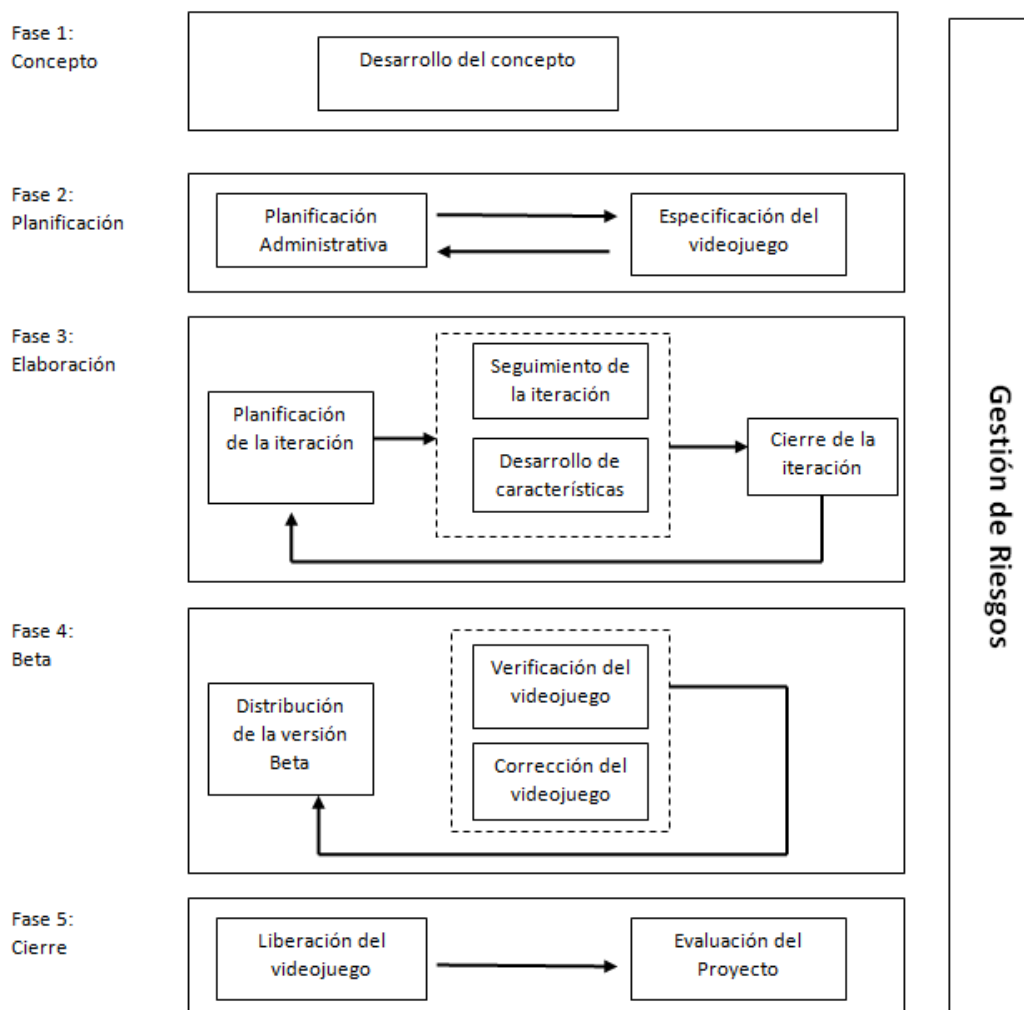 Fase 1:
Concepto
Desarrollo del concepto
Fase 2:
Planificación
Planificación
Administrativa
Especificación del
videojuego
Fase 3:
Elaboración
Planificación
de la iteración
Seguimiento de
la iteración
Desarrollo de
características
Cierre de la
iteración
Fase 4:
Beta
Distribución
de la versión
Beta
Verificación del
videojuego
Corrección del
videojuego
Fase 5:
Cierre
Liberación del
videojuego
Evaluación del
Proyecto
Gestión de Riesgos